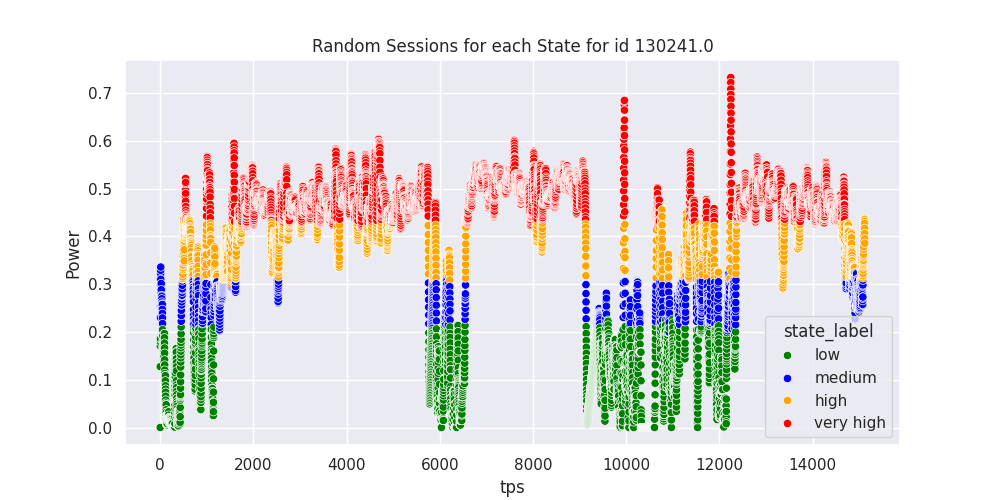 Random Sessions for each State for id 130241.0
Power
0.7
0.6
0.5
0.4
0.3
0.2
0.1
0.0
state_label
low
medium
high
very high
0 2000 4000 6000 8000 10000 12000 14000
tps